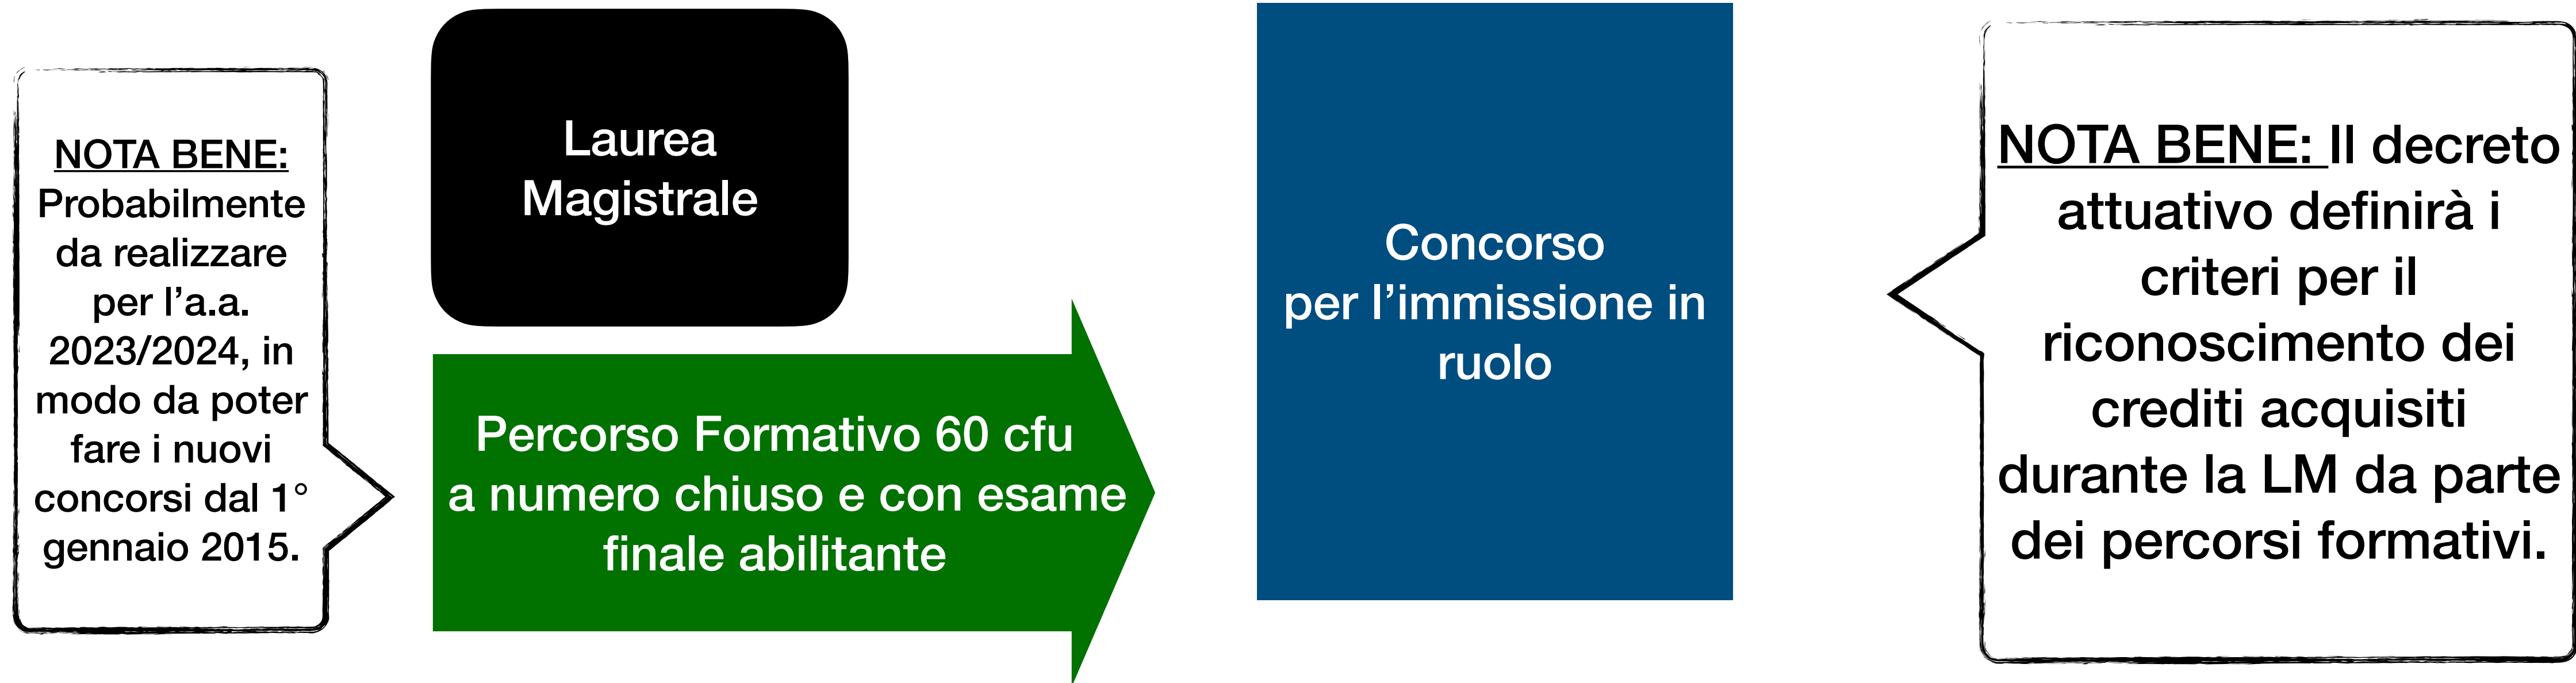 NOTA BENE:
Probabilmente
da realizzare
per l’a.a.
2023/2024, in
modo da poter
fare i nuovi
concorsi dal 1°
gennaio 2015.
Laurea
Magistrale
Percorso Formativo 60 cfu
a numero chiuso e con esame
finale abilitante
Concorso
per l’immissione in
ruolo
NOTA BENE: Il decreto
attuativo definirà i
criteri per il
riconoscimento dei
crediti acquisiti
durante la LM da parte
dei percorsi formativi.